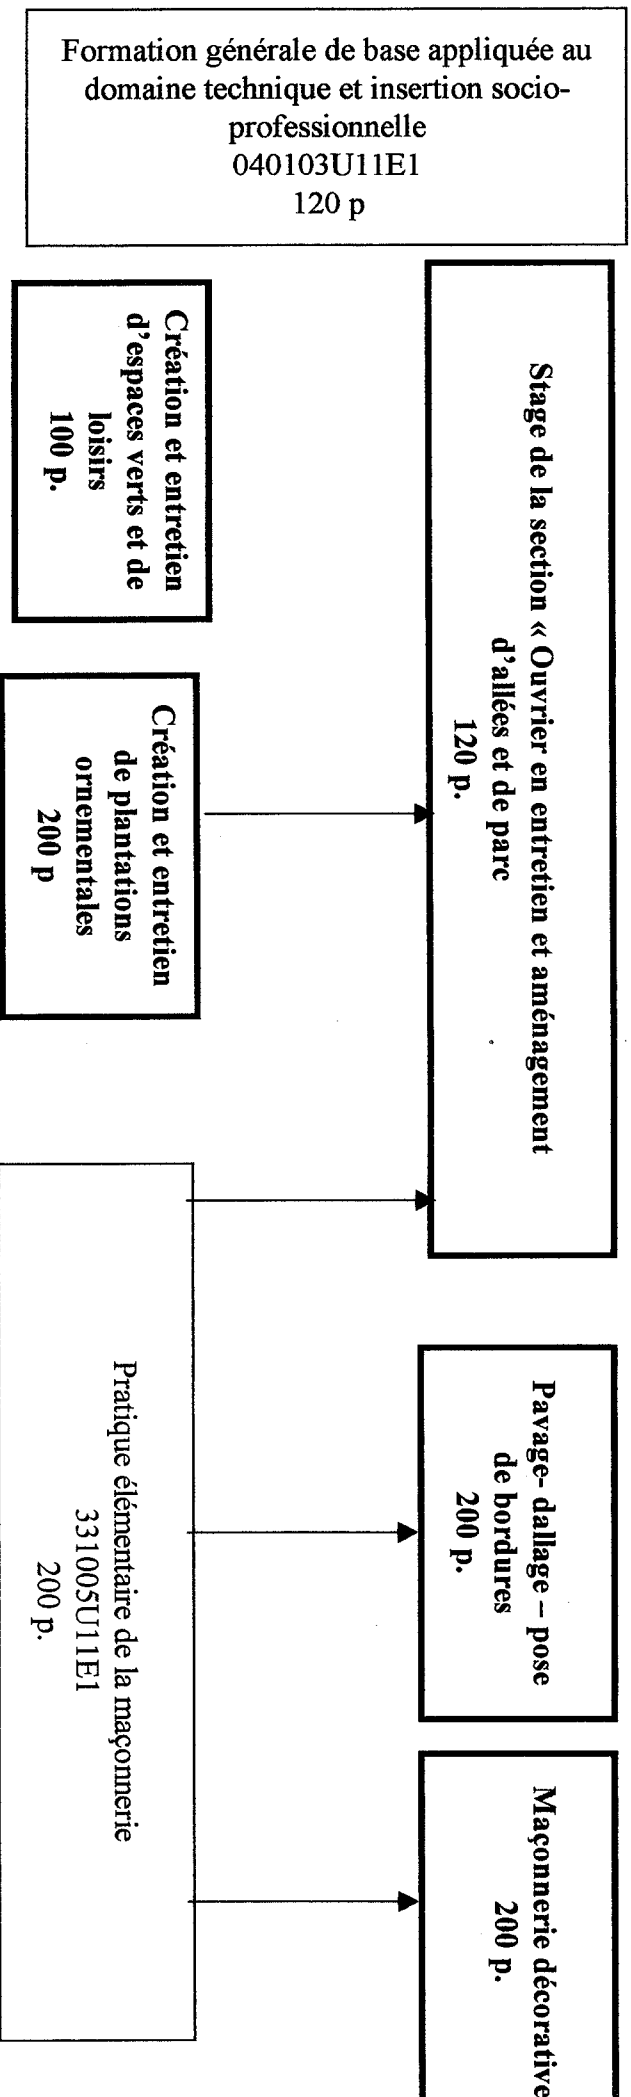 Formation générale de base appliquée au
domaine technique et insertion socio-
professionnelle
040103U11E1
120 p
Stage de la section « Ouvrier en entretien et aménagement
d'allées et de parc
120 p.
Création et entretien
d'espaces verts et de
loisirs
100 p.
Création et entretien
de plantations
ornementales
200 p
Pavage- dallage – pose
de bordures
200 p.
Maçonnerie décorative
200 p.
Pratique élémentaire de la maçonnerie
331005U11E1
200 p.